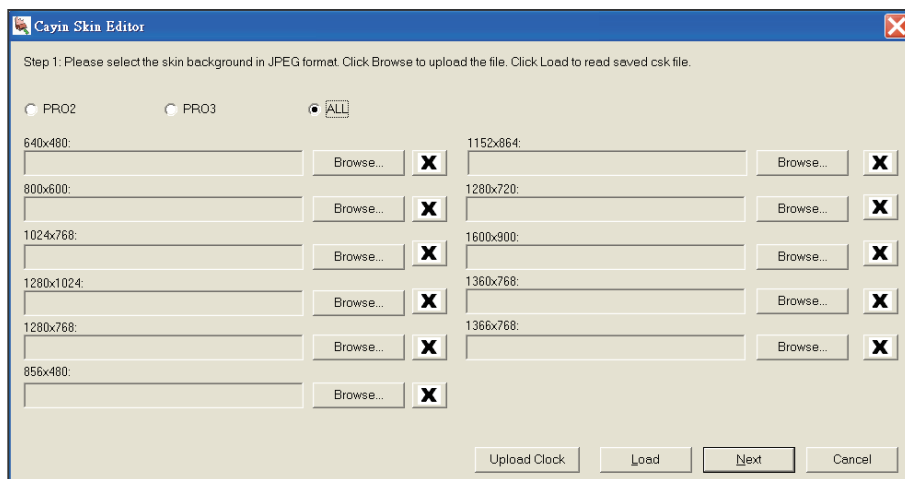 Cayin Skin Editor
Step 1: Please select the skin background in JPEG format. Click Browse to upload the file. Click Load to read saved csk file.
PRO2 PRO3 ALL
640x480:
Browse... X
800x600:
Browse... X
1024x768:
Browse... X
1280x1024:
Browse... X
1280x768:
Browse... X
856x480:
Browse... X
1152x864:
Browse... X
1280x720:
Browse... X
1600x900:
Browse... X
1360x768:
Browse... X
1366x768:
Browse... X
Upload Clock Load Next Cancel